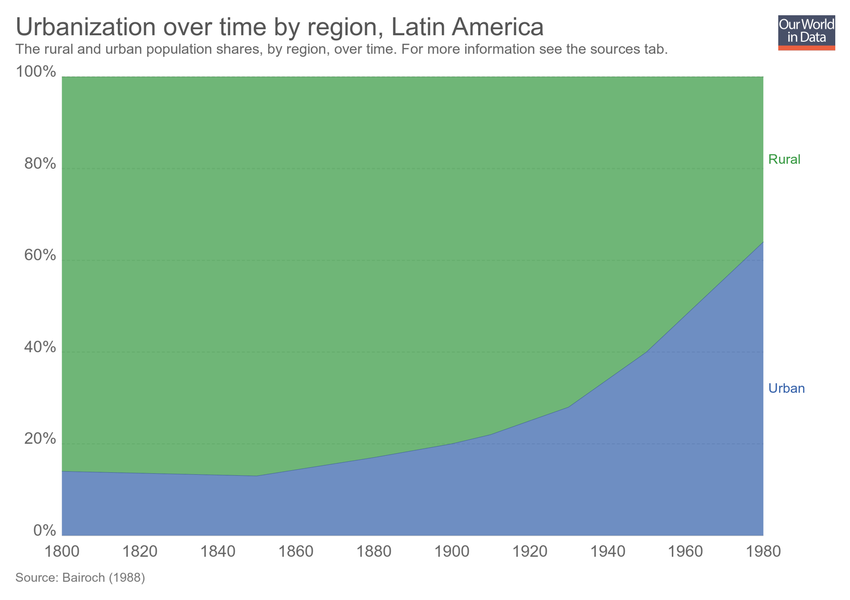 Urbanization over time by region, Latin America
Our World
in Data
The rural and urban population shares, by region, over time. For more information see the sources tab.
100%
80%
60%
40%
20%
0%
Rural
Urban
1800 1820 1840 1860 1880 1900 1920 1940 1960 1980
Source: Bairoch (1988)